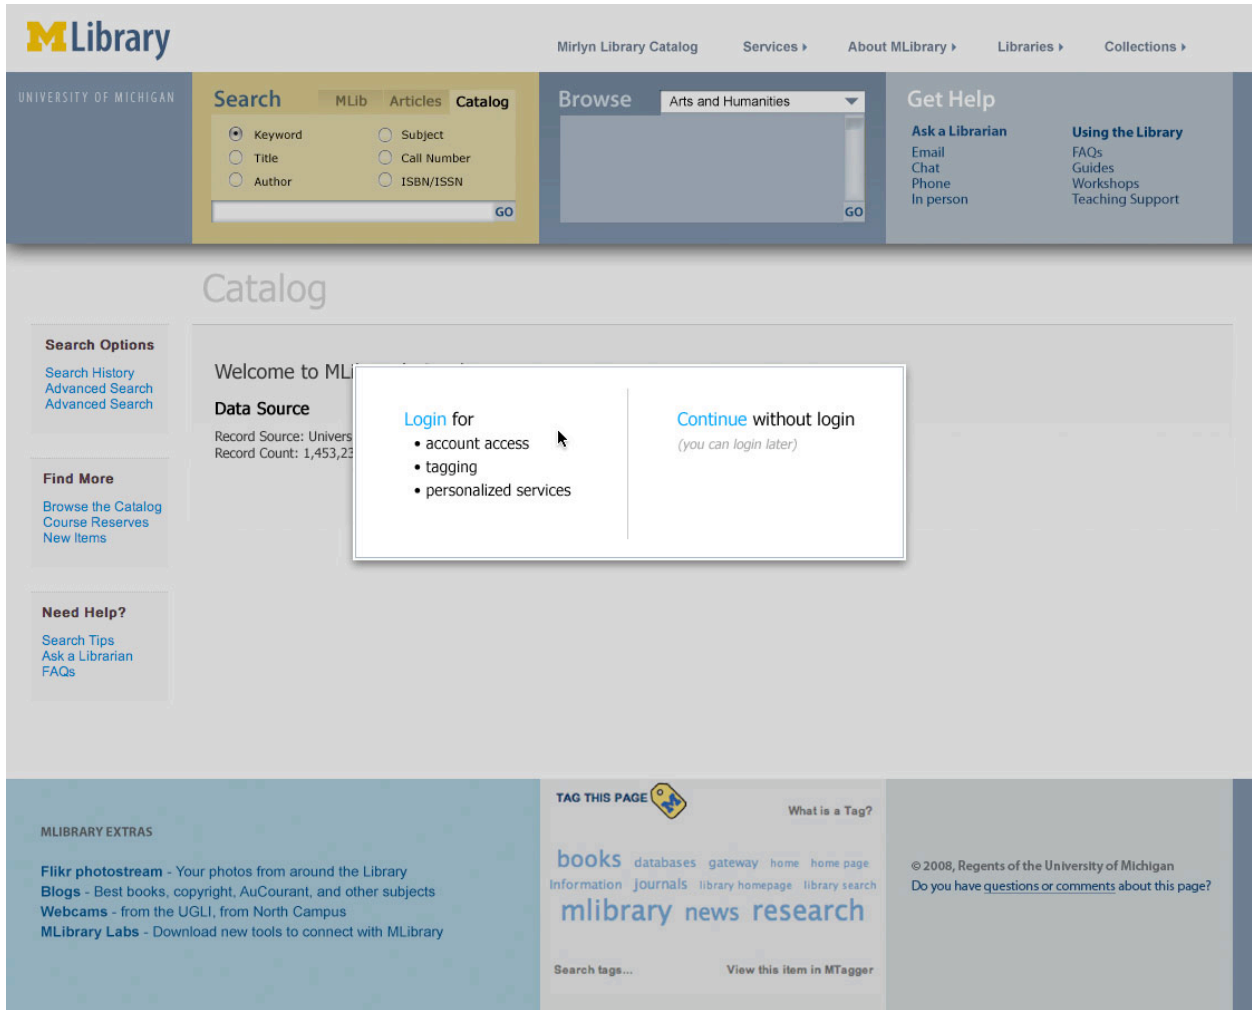 MLibrary
Mirlyn Library Catalog Services About MLibrary Libraries Collections
UNIVERSITY OF MICHIGAN
Search MLib Articles Catalog
Keyword Subject
Title Call Number
Author ISBN/ISSN
GO
Browse Arts and Humanities
GO
Get Help
Ask a Librarian
Email
Chat
Phone
In person
Using the Library
FAQs
Guides
Workshops
Teaching Support
Catalog
Search Options
Search History
Advanced Search
Advanced Search
Find More
Browse the Catalog
Course Reserves
New Items
Need Help?
Search Tips
Ask a Librarian
FAQs
Welcome to MLi
Data Source
Record Source: Univers
Record Count: 1,453,23
Login for
• account access
• tagging
• personalized services
Continue without login
(you can login later)
MLIBRARY EXTRAS
Flikr photostream - Your photos from around the Library
Blogs - Best books, copyright, AuCourant, and other subjects
Webcams - from the UGLI, from North Campus
MLibrary Labs - Download new tools to connect with MLibrary
TAG THIS PAGE
What is a Tag?
books databases gateway home home page
Information Journals library homepage library search
mlibrary news research
Search tags... View this item in MTagger
© 2008, Regents of the University of Michigan
Do you have questions or comments about this page?